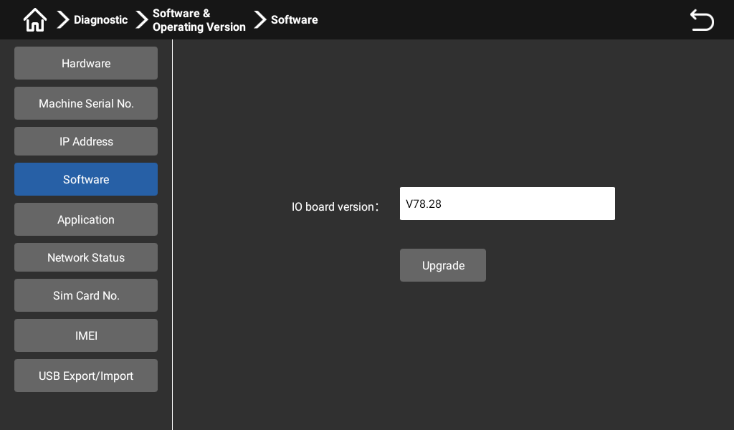 Diagnostic
Software &
Operating Version
Software
Hardware
Machine Serial No.
IP Address
Software
Application
Network Status
Sim Card No.
IMEI
USB Export/Import
IO board version：
V78.28
Upgrade